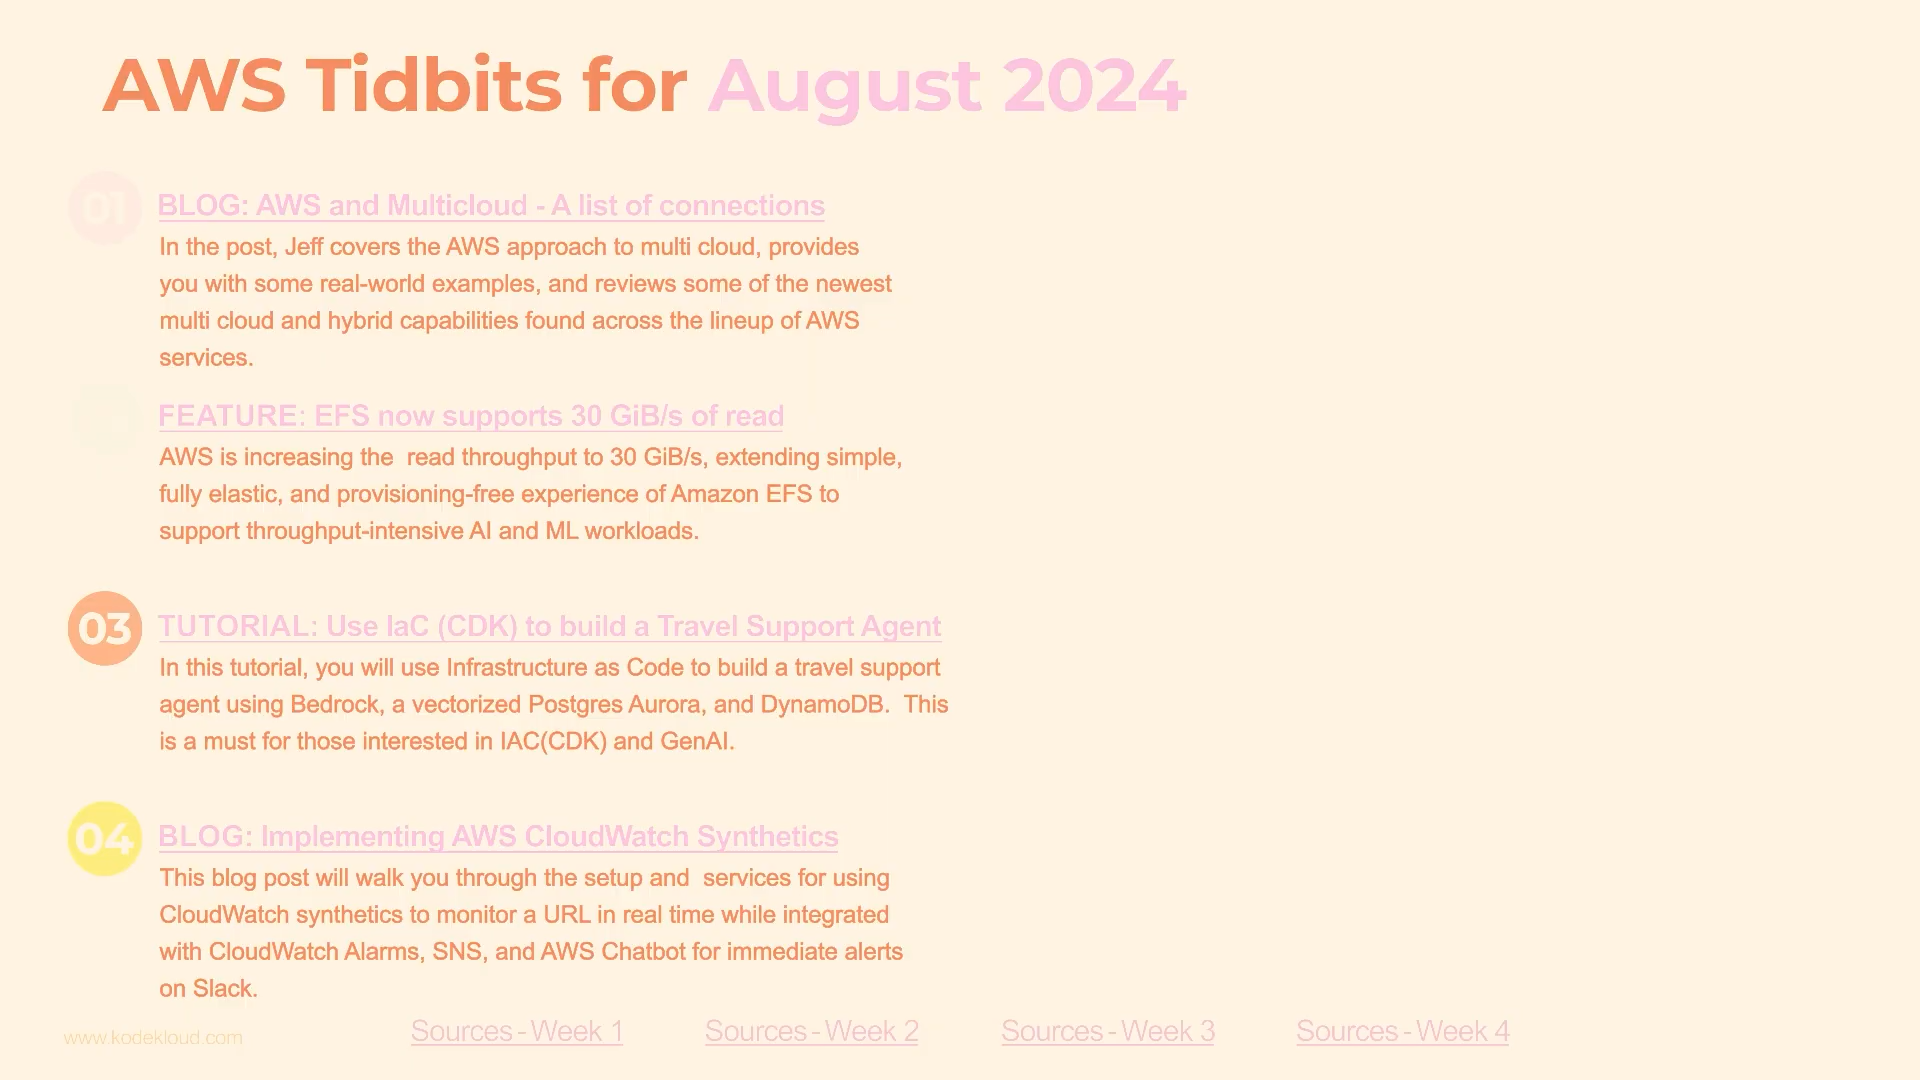 AWS Tidbits for August 2024
01
BLOG: AWS and Multicloud - A list of connections
In the post, Jeff covers the AWS approach to multi cloud, provides
you with some real-world examples, and reviews some of the newest
multi cloud and hybrid capabilities found across the lineup of AWS
services.
FEATURE: EFS now supports 30 GiB/s of read
AWS is increasing the  read throughput to 30 GiB/s, extending simple,
fully elastic, and provisioning-free experience of Amazon EFS to
support throughput-intensive AI and ML workloads.
03
TUTORIAL: Use IaC (CDK) to build a Travel Support Agent
In this tutorial, you will use Infrastructure as Code to build a travel support
agent using Bedrock, a vectorized Postgres Aurora, and DynamoDB.  This
is a must for those interested in IAC(CDK) and GenAI.
04
BLOG: Implementing AWS CloudWatch Synthetics
This blog post will walk you through the setup and  services for using
CloudWatch synthetics to monitor a URL in real time while integrated
with CloudWatch Alarms, SNS, and AWS Chatbot for immediate alerts
on Slack.
www.kodekloud.com
Sources - Week 1
Sources - Week 2
Sources - Week 3
Sources - Week 4